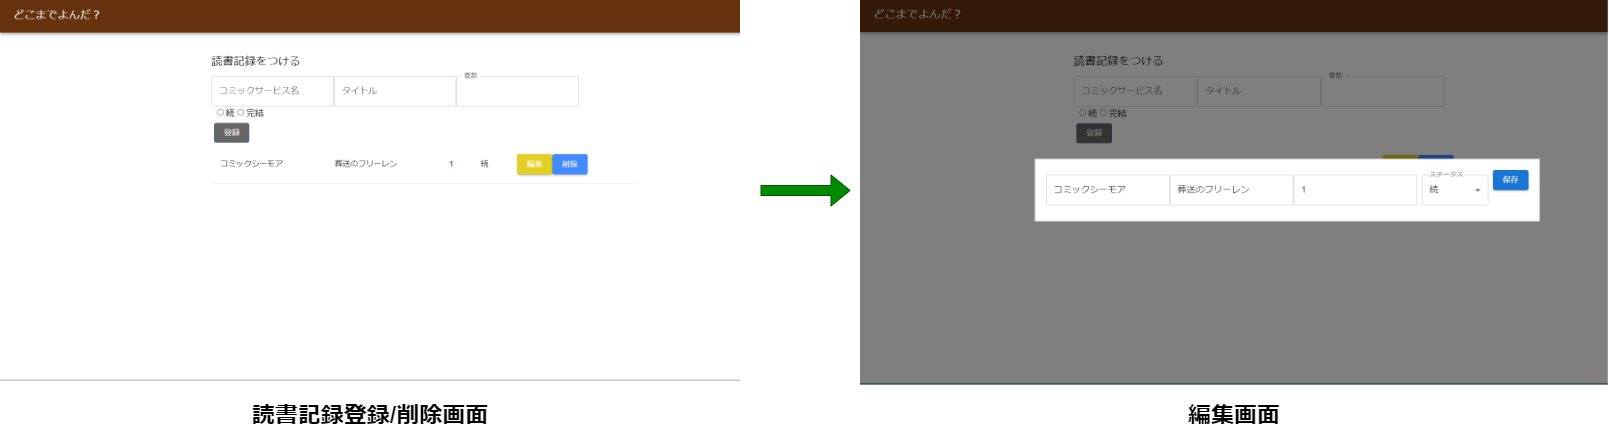 どこまでよんだ？
読書記録をつける
コミックサービス名 タイトル 巻数
続 完結
登録
コミックシーモア 葬送のフリーレン 1 続 編集 削除
読書記録登録/削除画面
どこまでよんだ？
読書記録をつける
コミックサービス名 タイトル 巻数
続 完結
登録
ステータス
コミックシーモア 葬送のフリーレン 1 続 保存
編集画面